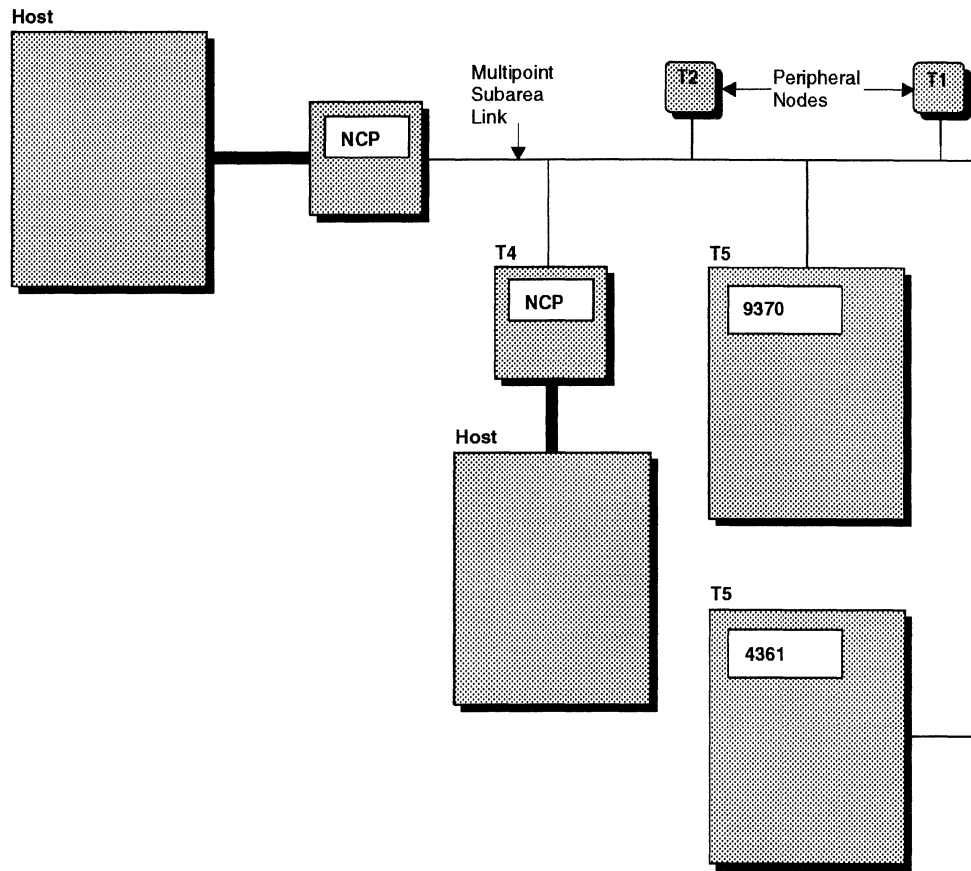 Host
NCP
Multipoint
Subarea
Link
T2
Peripheral
Nodes
T1
T4
NCP
Host
T5
9370
T5
4361